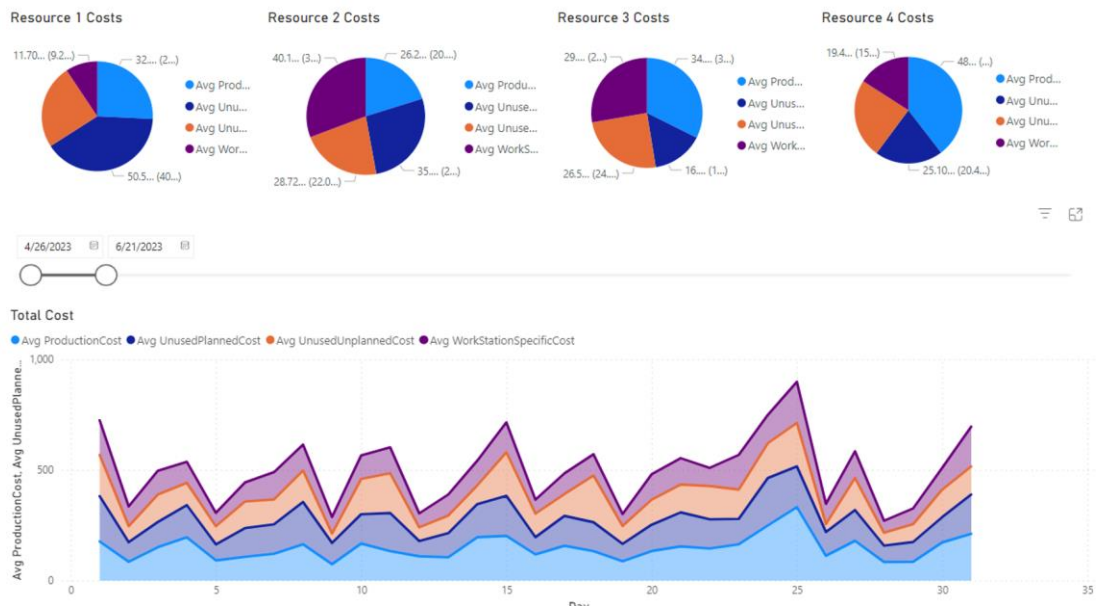 Resource 1 Costs
11.70... (9.2...)
32... (2...)
50.5... (40...)
Avg Prod...
Avg Unu...
Avg Unu...
Avg Wor...
Resource 2 Costs
40.1... (3...)
26.2... (20...)
28.72... (22.0...)
35... (2...)
Avg Produ...
Avg Unuse...
Avg Unuse...
Avg WorkS...
Resource 3 Costs
29.... (2...)
34.... (3...)
26.5... (24....)
16.... (1...)
Avg Prod...
Avg Unus...
Avg Unus...
Avg Work...
Resource 4 Costs
19.4... (15...)
48... (...)
25.10... (20.4...)
Avg Prod...
Avg Unu...
Avg Unu...
Avg Wor...
4/26/2023
6/21/2023
Total Cost
Avg ProductionCost
Avg UnusedPlannedCost
Avg UnusedUnplannedCost
Avg WorkStationSpecificCost
Avg ProductionCost, Avg UnusedPlanne...
1,000
500
0
0
5
10
15
20
25
30
35
Day